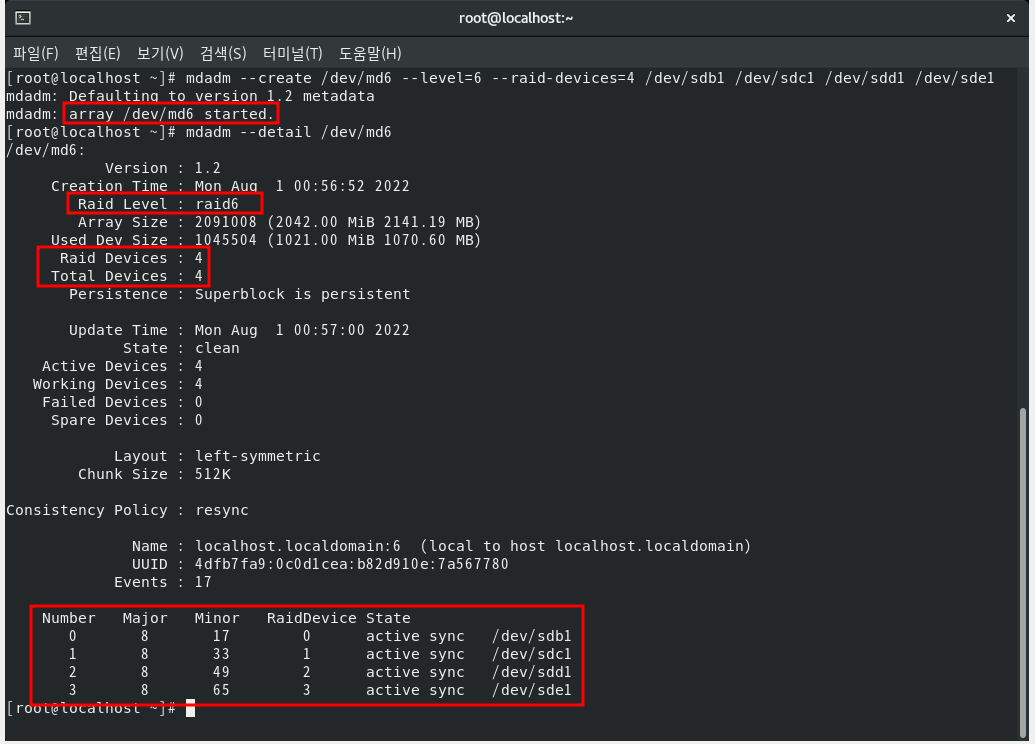 root@localhost:~
파일(F) 편집(E) 보기(V) 검색(S) 터미널(T) 도움말(H)
[root@localhost ~]# mdadm --create /dev/md6 --level=6 --raid-devices=4 /dev/sdb1 /dev/sdc1 /dev/sdd1 /dev/sde1
mdadm: Defaulting to version 1.2 metadata
mdadm: array /dev/md6 started.
[root@localhost ~]# mdadm --detail /dev/md6
/dev/md6:
Version : 1.2
Creation Time : Mon Aug  1 00:56:52 2022
Raid Level : raid6
Array Size : 2091008 (2042.00 MiB 2141.19 MB)
Used Dev Size : 1045504 (1021.00 MiB 1070.60 MB)
Raid Devices : 4
Total Devices : 4
Persistence : Superblock is persistent
Update Time : Mon Aug  1 00:57:00 2022
State : clean
Active Devices : 4
Working Devices : 4
Failed Devices : 0
Spare Devices : 0
Layout : left-symmetric
Chunk Size : 512K
Consistency Policy : resync
Name : localhost.localdomain:6  (local to host localhost.localdomain)
UUID : 4dfb7fa9:0c0d1cea:b82d910e:7a567780
Events : 17
Number   Major   Minor   RaidDevice State
0       8       17        0      active sync   /dev/sdb1
1       8       33        1      active sync   /dev/sdc1
2       8       49        2      active sync   /dev/sdd1
3       8       65        3      active sync   /dev/sde1
[root@localhost ~]#